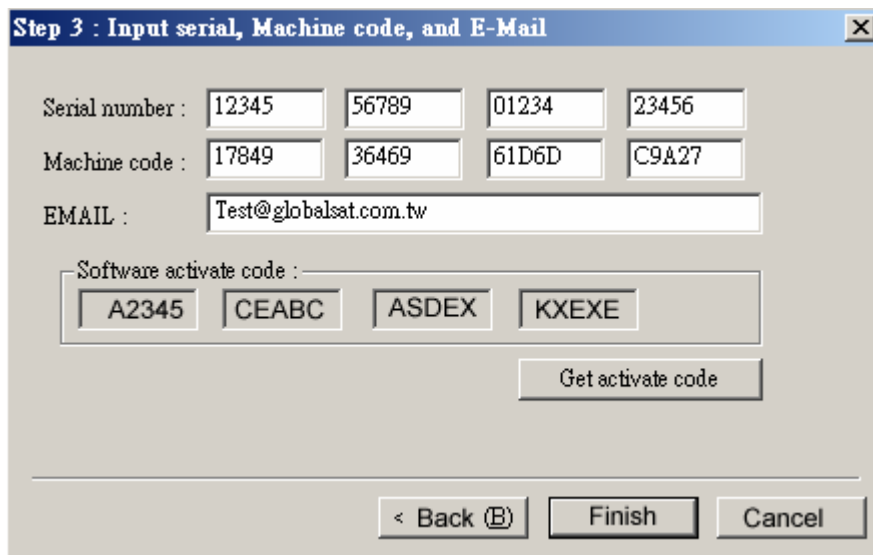 Step 3 : Input serial, Machine code, and E-Mail
Serial number : 12345 56789 01234 23456
Machine code : 17849 36469 61D6D C9A27
EMAIL : Test@globalsat.com.tw
Software activate code :
A2345 CEABC ASDEX KXEXE
Get activate code
< Back (B) Finish Cancel